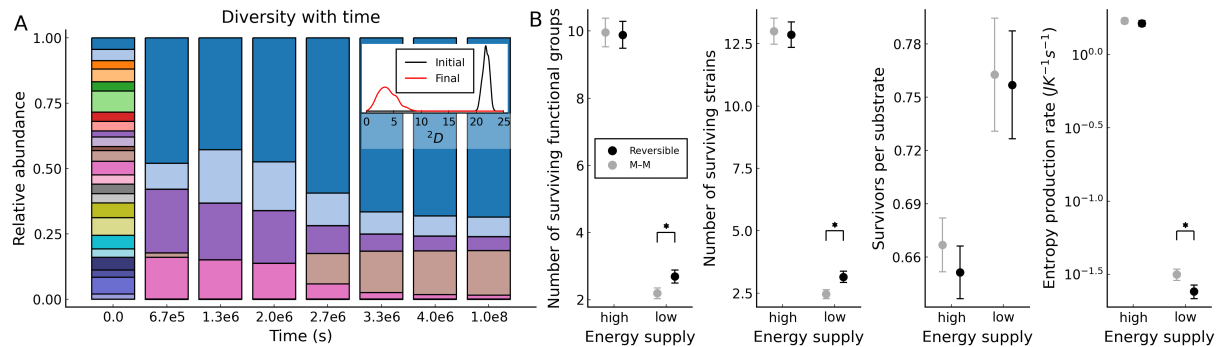 A
Diversity with time
Relative abundance
1.00
0.75
0.50
0.25
0.00
0.0
6.7e5
1.3e6
2.0e6
2.7e6
3.3e6
4.0e6
1.0e8
Time (s)
Initial
Final
0
5
10
15
20
25
²D
B
Number of surviving functional groups
10
8
6
4
2
Reversible
M–M
*
high
low
Energy supply
Number of surviving strains
12.5
10.0
7.5
5.0
2.5
*
high
low
Energy supply
Survivors per substrate
0.78
0.75
0.72
0.69
0.66
high
low
Energy supply
Entropy production rate (JK⁻¹s⁻¹)
10⁰·⁰
10⁻⁰·⁵
10⁻¹·⁰
10⁻¹·⁵
*
high
low
Energy supply